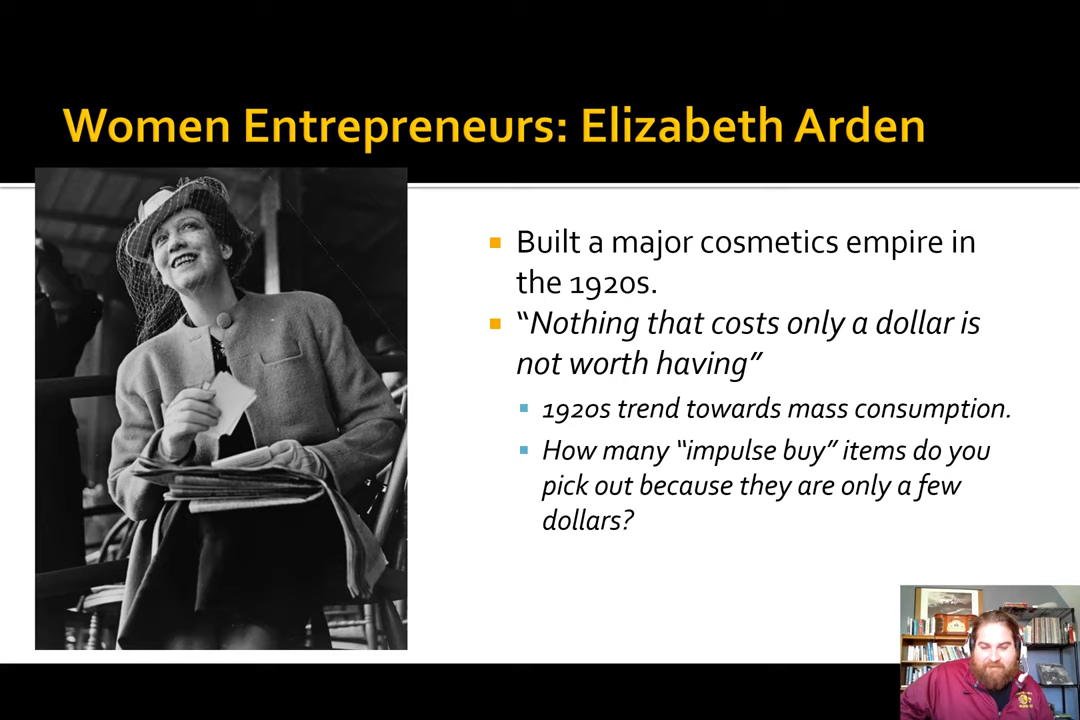 Women Entrepreneurs: Elizabeth Arden
Built a major cosmetics empire in
the 1920s.
“Nothing that costs only a dollar is
not worth having”
1920s trend towards mass consumption.
How many “impulse buy” items do you
pick out because they are only a few
dollars?